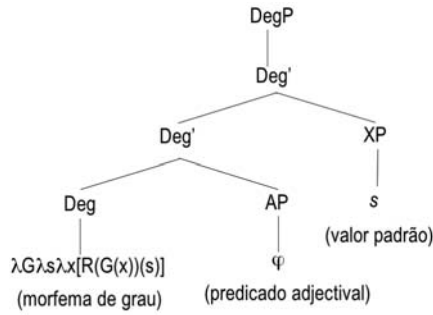 DegP
Deg'
Deg' XP
Deg AP s
(valor padrão)
λGλsλx[R(G(x))(s)] φ
(morfema de grau) (predicado adjectival)